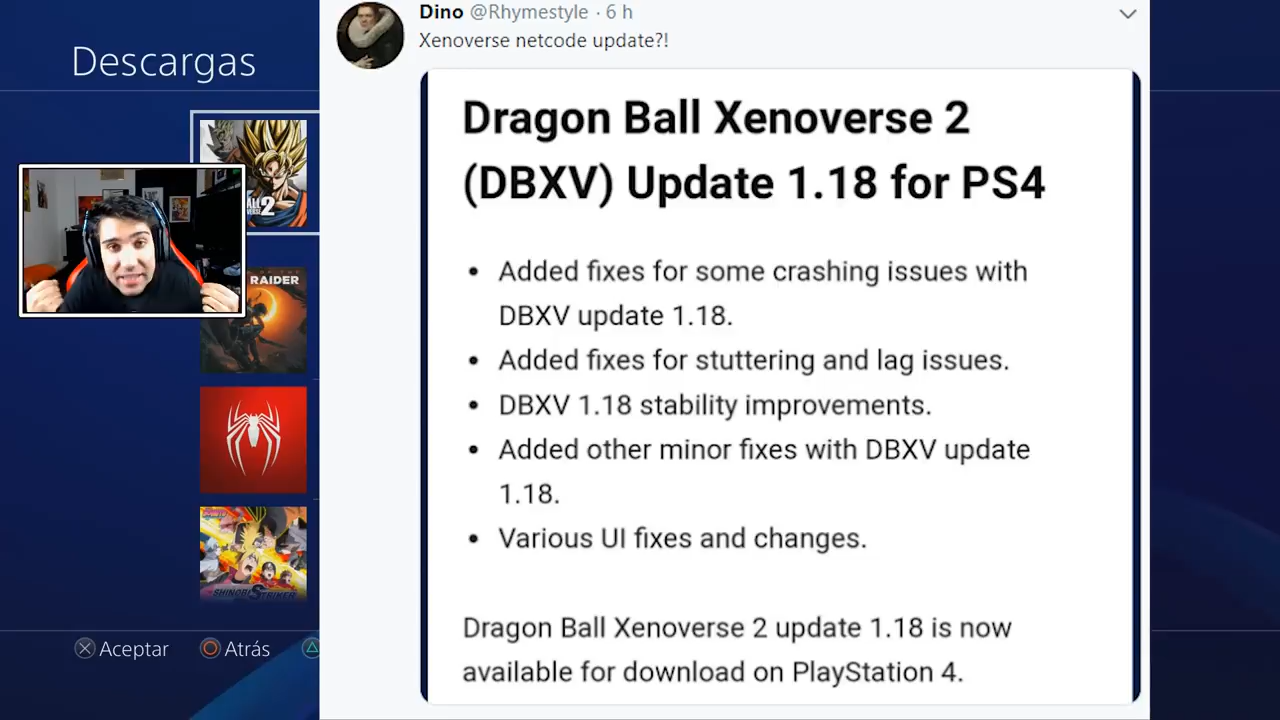 Dino @Rhymestyle · 6 h
Xenoverse netcode update?!
Descargas
Dragon Ball Xenoverse 2
(DBXV) Update 1.18 for PS4
• Added fixes for some crashing issues with
DBXV update 1.18.
• Added fixes for stuttering and lag issues.
• DBXV 1.18 stability improvements.
• Added other minor fixes with DBXV update
1.18.
• Various UI fixes and changes.
Dragon Ball Xenoverse 2 update 1.18 is now
available for download on PlayStation 4.
2
RAIDER
SHINOBI STRIKER
Aceptar Atrás